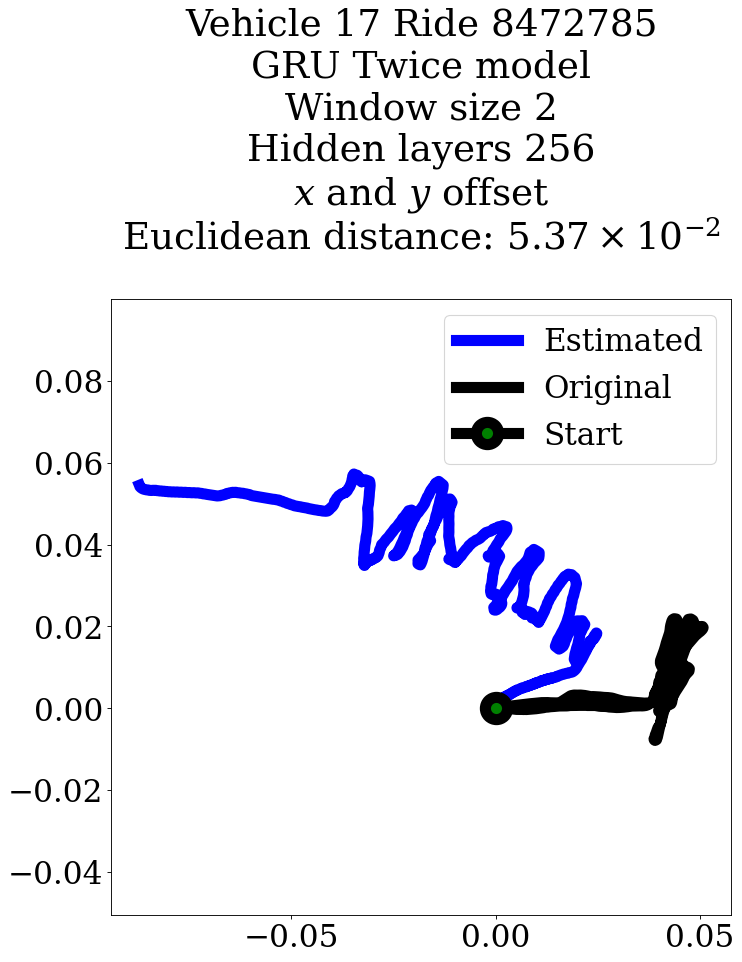 Vehicle 17 Ride 8472785
GRU Twice model
Window size 2
Hidden layers 256
x and y offset
Euclidean distance: 5.37 × 10⁻²
Estimated
Original
Start
0.08
0.06
0.04
0.02
0.00
−0.02
−0.04
−0.05 0.00 0.05